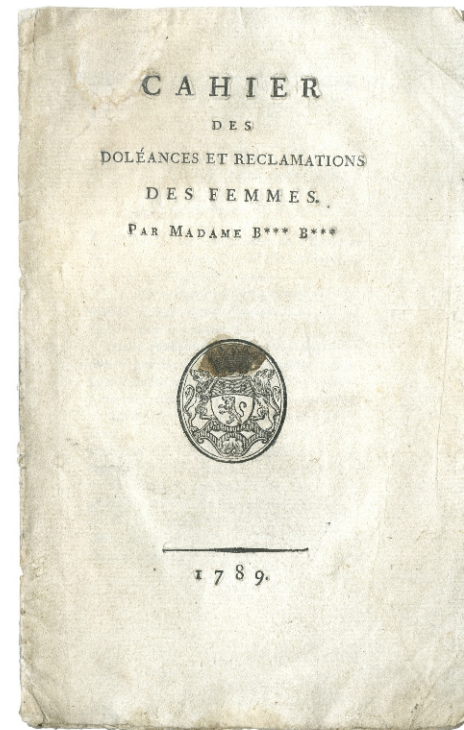 CAHIER
DES
DOLÉANCES ET RECLAMATIONS
DES FEMMES.
PAR MADAME B*** B***
1789.